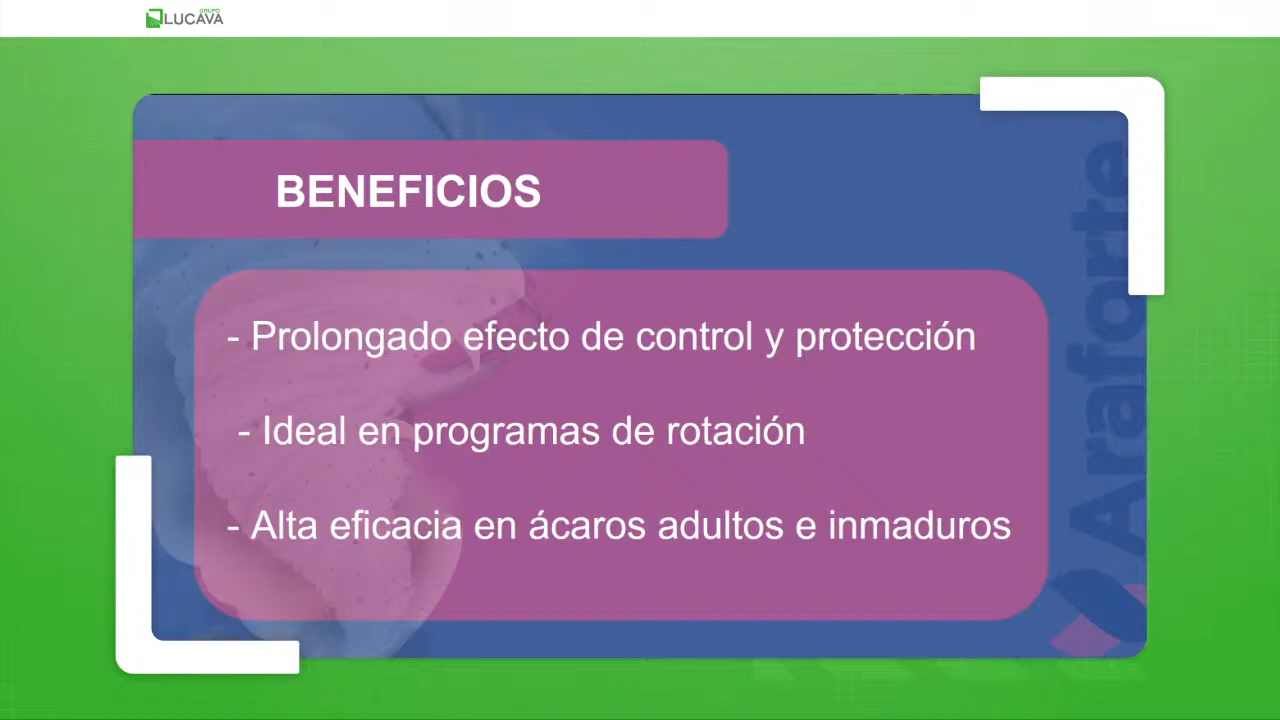 GRUPO
LUCAVA
BENEFICIOS
- Prolongado efecto de control y protección
- Ideal en programas de rotación
- Alta eficacia en ácaros adultos e inmaduros
Araforte